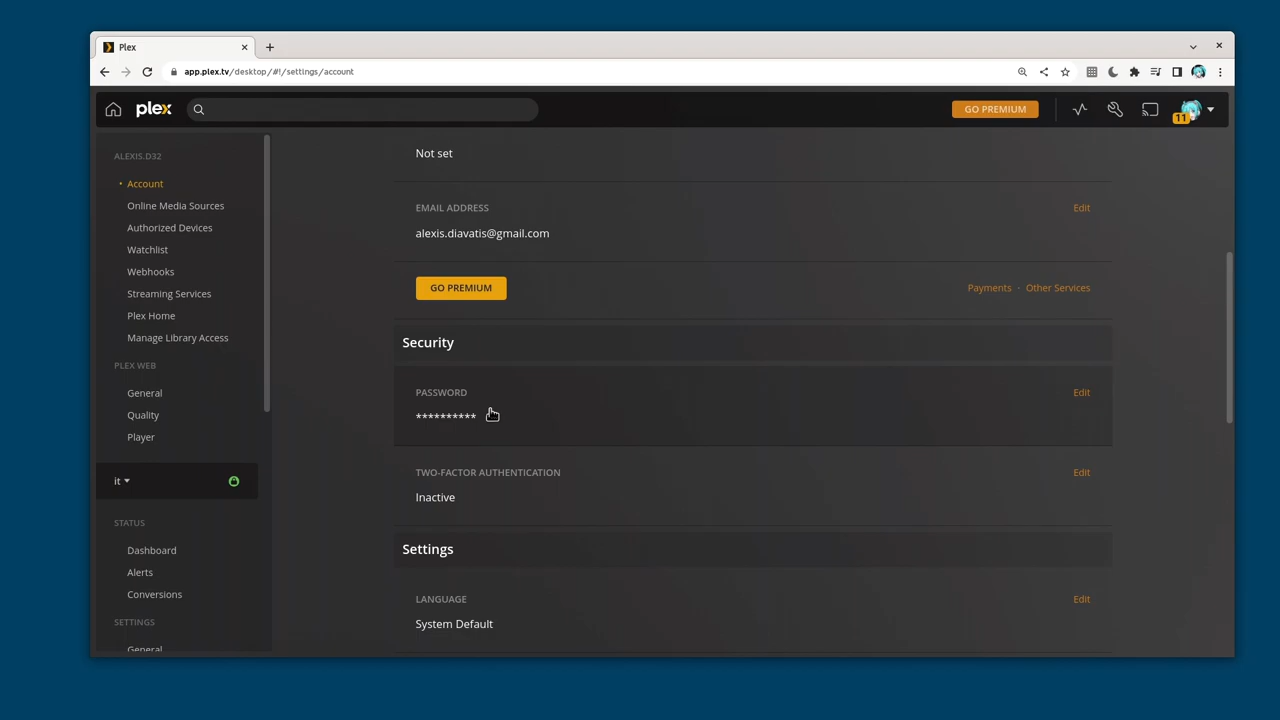 Plex
app.plex.tv/desktop/#!/settings/account
plex
GO PREMIUM
11
ALEXIS.D32
Account
Online Media Sources
Authorized Devices
Watchlist
Webhooks
Streaming Services
Plex Home
Manage Library Access
PLEX WEB
General
Quality
Player
it
STATUS
Dashboard
Alerts
Conversions
SETTINGS
General
Not set
EMAIL ADDRESS Edit
alexis.diavatis@gmail.com
GO PREMIUM Payments · Other Services
Security
PASSWORD Edit
**********
TWO-FACTOR AUTHENTICATION Edit
Inactive
Settings
LANGUAGE Edit
System Default